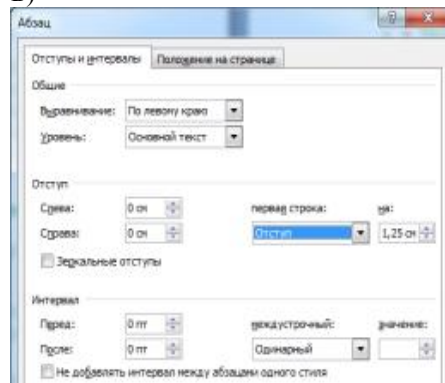 Абзац
Отступы и интервалы Положение на странице
Общие
Выравнивание: По левому краю
Уровень: Основной текст
Отступ
Слева: 0 см первая строка: на:
Справа: 0 см Отступ 1,25 см
Зеркальные отступы
Интервал
Перед: 0 пт междустрочный: значение:
После: 0 пт Одинарный
Не добавлять интервал между абзацами одного стиля